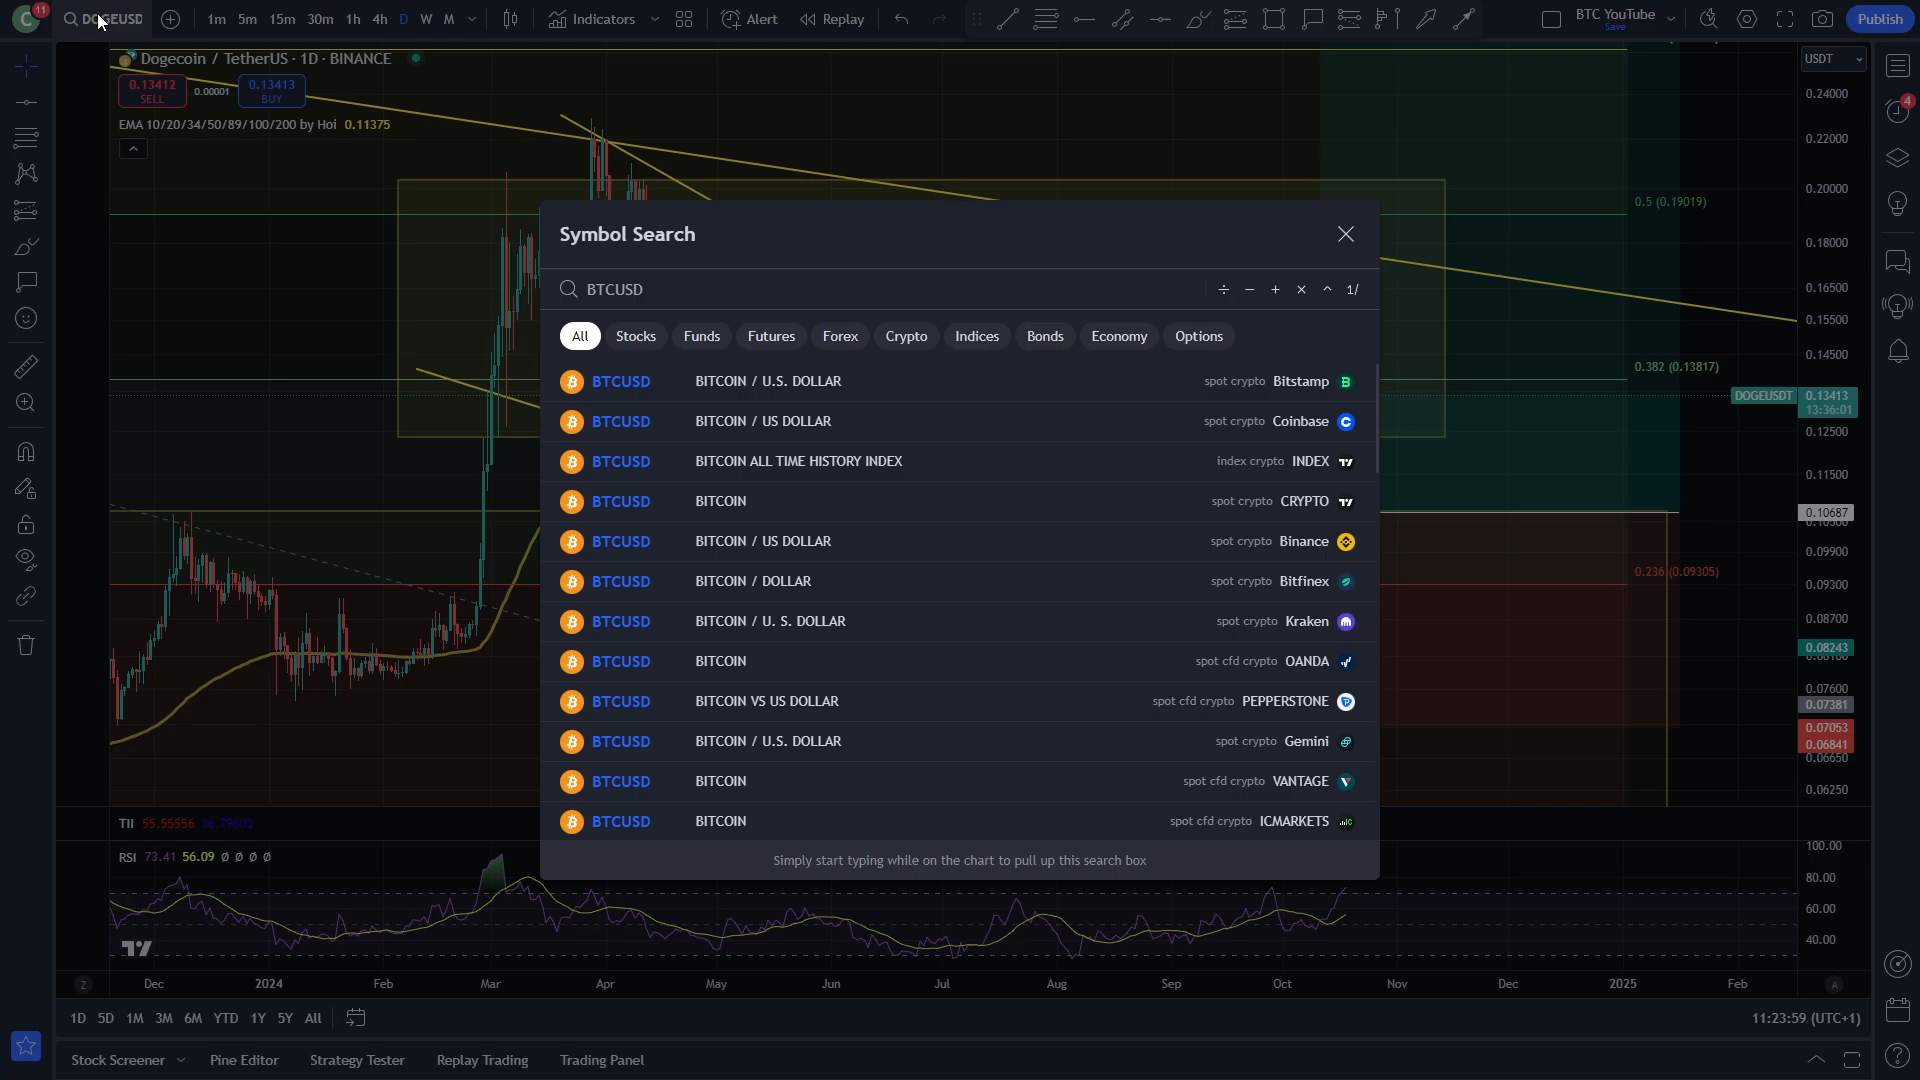 C 11 DOGEUSD 1m 5m 15m 30m 1h 4h D W M Indicators Alert Replay BTC YouTube Save Publish
Dogecoin / TetherUS · 1D · BINANCE
USDT
0.13412 SELL 0.00001 0.13413 BUY
EMA 10/20/34/50/89/100/200 by Hoi 0.11375
0.24000
4
0.22000
0.20000
0.5 (0.19019)
0.18000
0.16500
0.15500
0.14500
0.382 (0.13817)
DOGEUSDT 0.13413
13:36:01
0.12500
0.11500
0.10687
0.09900
0.236 (0.09305)
0.09300
0.08700
0.08243
0.07600
0.07381
0.07053
0.06841
0.06650
0.06250
Symbol Search
BTCUSD ÷ − + × ^ 1/
All Stocks Funds Futures Forex Crypto Indices Bonds Economy Options
BTCUSD BITCOIN / U.S. DOLLAR spot crypto Bitstamp
BTCUSD BITCOIN / US DOLLAR spot crypto Coinbase
BTCUSD BITCOIN ALL TIME HISTORY INDEX index crypto INDEX
BTCUSD BITCOIN spot crypto CRYPTO
BTCUSD BITCOIN / US DOLLAR spot crypto Binance
BTCUSD BITCOIN / DOLLAR spot crypto Bitfinex
BTCUSD BITCOIN / U. S. DOLLAR spot crypto Kraken
BTCUSD BITCOIN spot cfd crypto OANDA
BTCUSD BITCOIN VS US DOLLAR spot cfd crypto PEPPERSTONE
BTCUSD BITCOIN / U.S. DOLLAR spot crypto Gemini
BTCUSD BITCOIN spot cfd crypto VANTAGE
BTCUSD BITCOIN spot cfd crypto ICMARKETS
Simply start typing while on the chart to pull up this search box
TII 55.55556 36.79602
RSI 73.41 56.09 Ø Ø Ø Ø
100.00
80.00
60.00
40.00
Z Dec 2024 Feb Mar Apr May Jun Jul Aug Sep Oct Nov Dec 2025 Feb A
1D 5D 1M 3M 6M YTD 1Y 5Y All 11:23:59 (UTC+1)
Stock Screener Pine Editor Strategy Tester Replay Trading Trading Panel